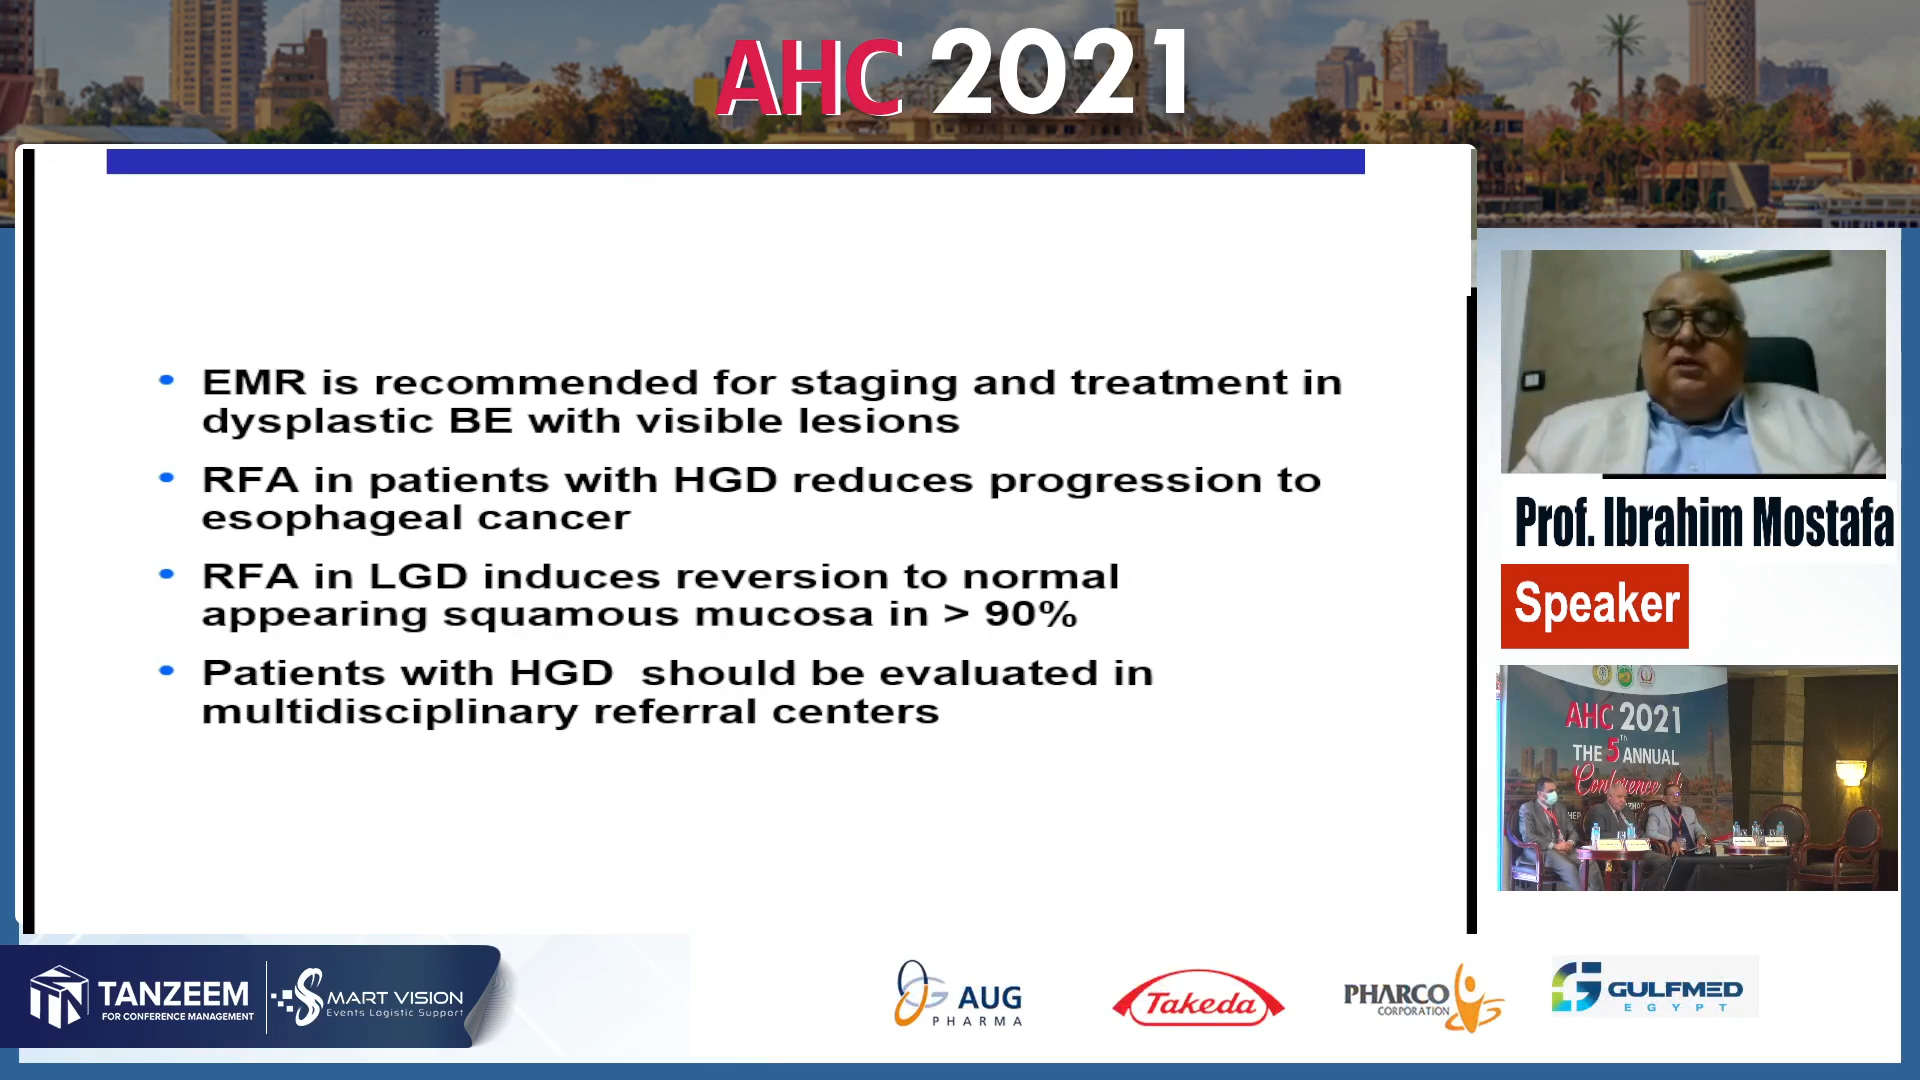 AHC 2021
• EMR is recommended for staging and treatment in
dysplastic BE with visible lesions
• RFA in patients with HGD reduces progression to
esophageal cancer
• RFA in LGD induces reversion to normal
appearing squamous mucosa in > 90%
• Patients with HGD should be evaluated in
multidisciplinary referral centers
Prof. Ibrahim Mostafa
Speaker
AHC 2021
THE 5Th ANNUAL
Conference
TANZEEM
FOR CONFERENCE MANAGEMENT
SMART VISION
Events Logistic Support
AUG
PHARMA
Takeda
PHARCO
CORPORATION
GULFMED
EGYPT